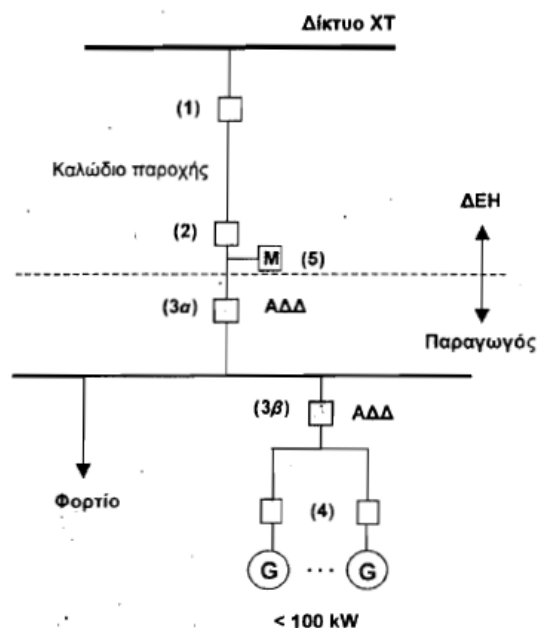 Δίκτυο ΧΤ
(1)
Καλώδιο παροχής
ΔΕΗ
(2)
M (5)
(3α) ΑΔΔ
Παραγωγός
(3β) ΑΔΔ
Φορτίο
(4)
G ... G
< 100 kW